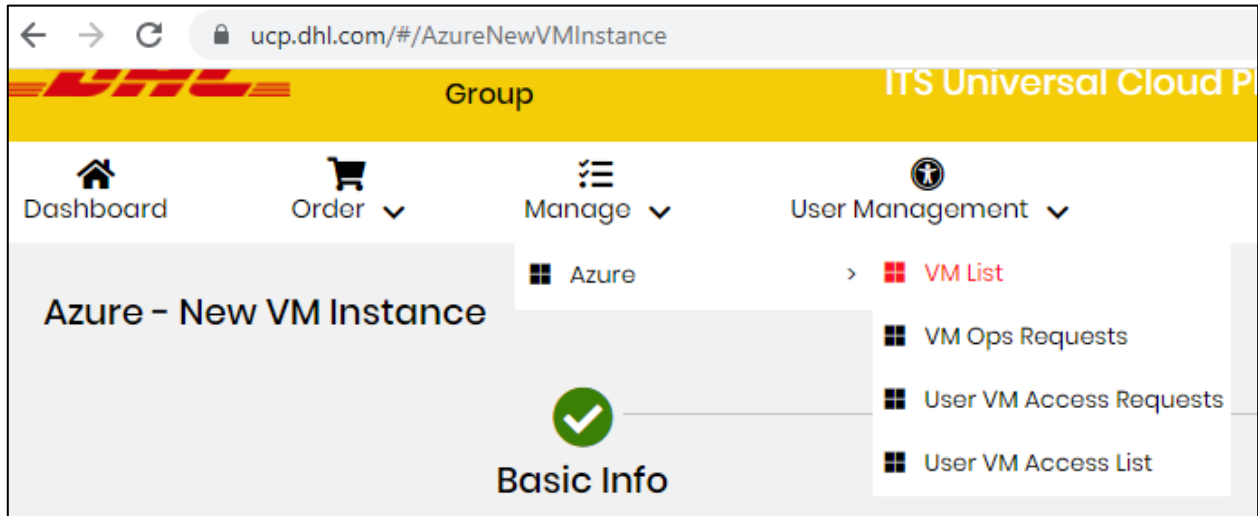 ucp.dhl.com/#/AzureNewVMInstance
DHL Group ITS Universal Cloud
Dashboard Order Manage User Management
Azure > VM List
Azure - New VM Instance
VM Ops Requests
User VM Access Requests
User VM Access List
Basic Info